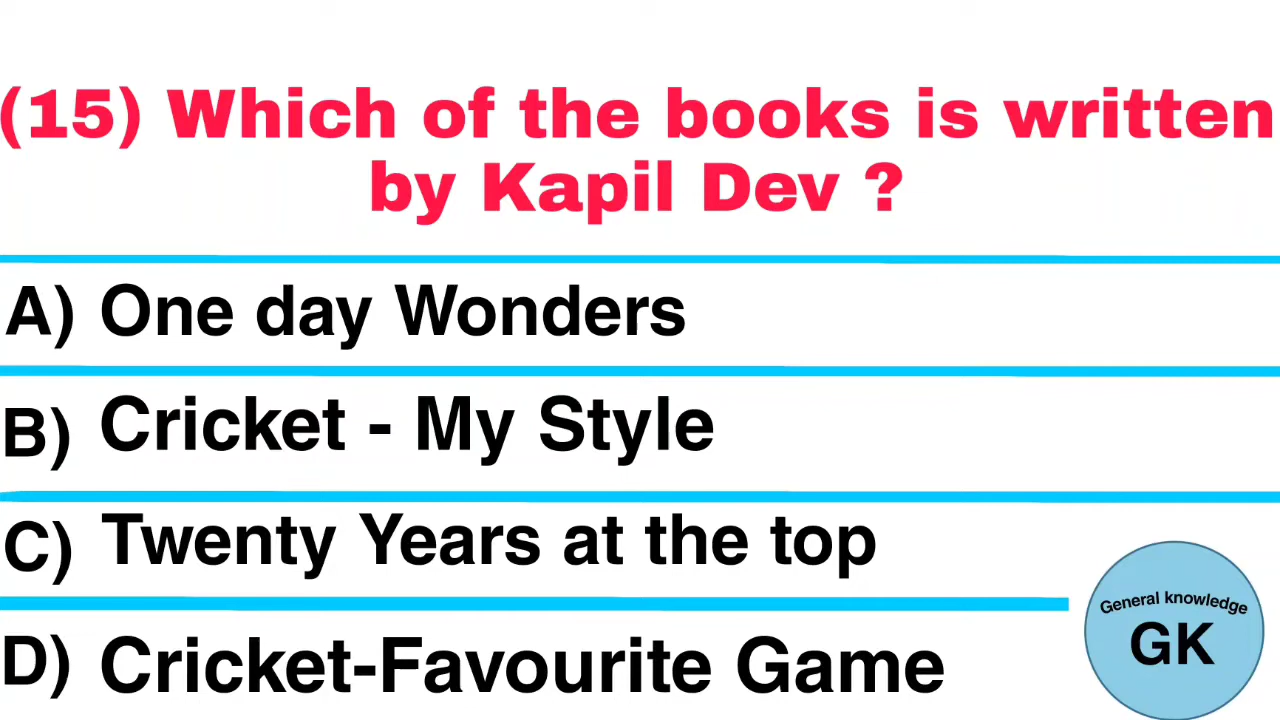 (15) Which of the books is written
by Kapil Dev ?
A) One day Wonders
B) Cricket - My Style
C) Twenty Years at the top
D) Cricket-Favourite Game
General knowledge
GK